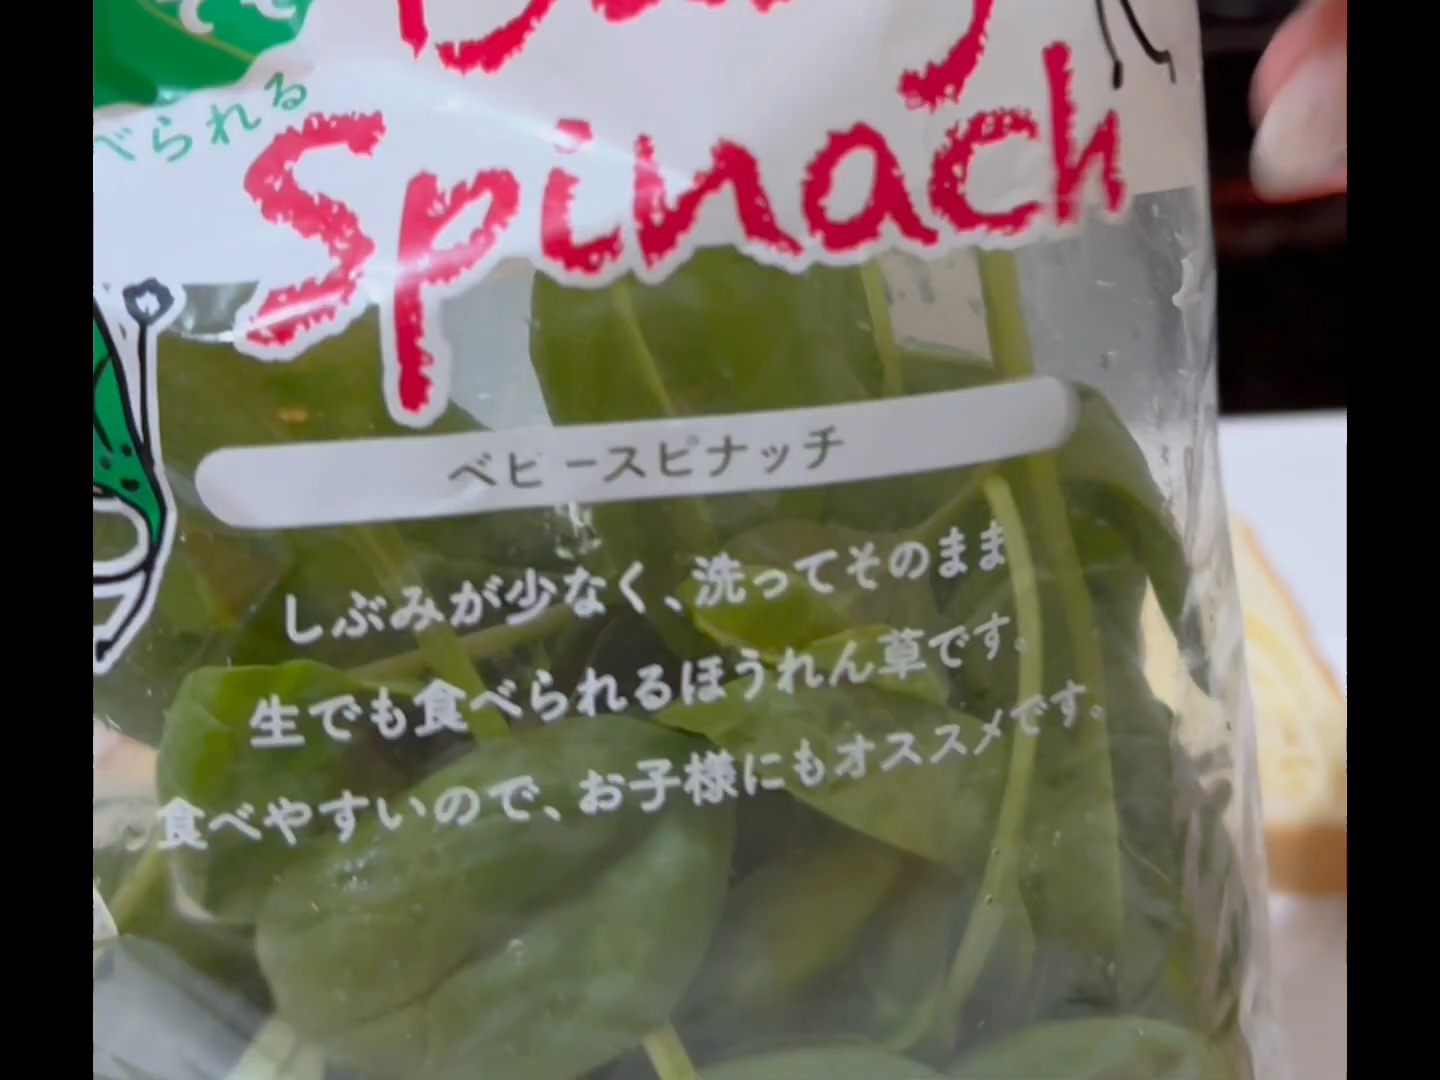 べられる
Spinach
ベビースピナッチ
しぶみが少なく、洗ってそのまま
生でも食べられるほうれん草です。
食べやすいので、お子様にもオススメです。